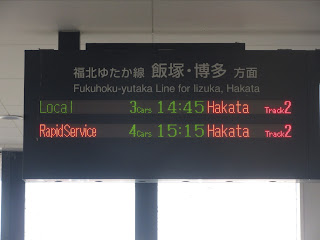 福北ゆたか線 飯塚・博多 方面
Fukuhoku-yutaka Line for Iizuka, Hakata
Local 3Cars 14:45 Hakata Track2
RapidService 4Cars 15:15 Hakata Track2